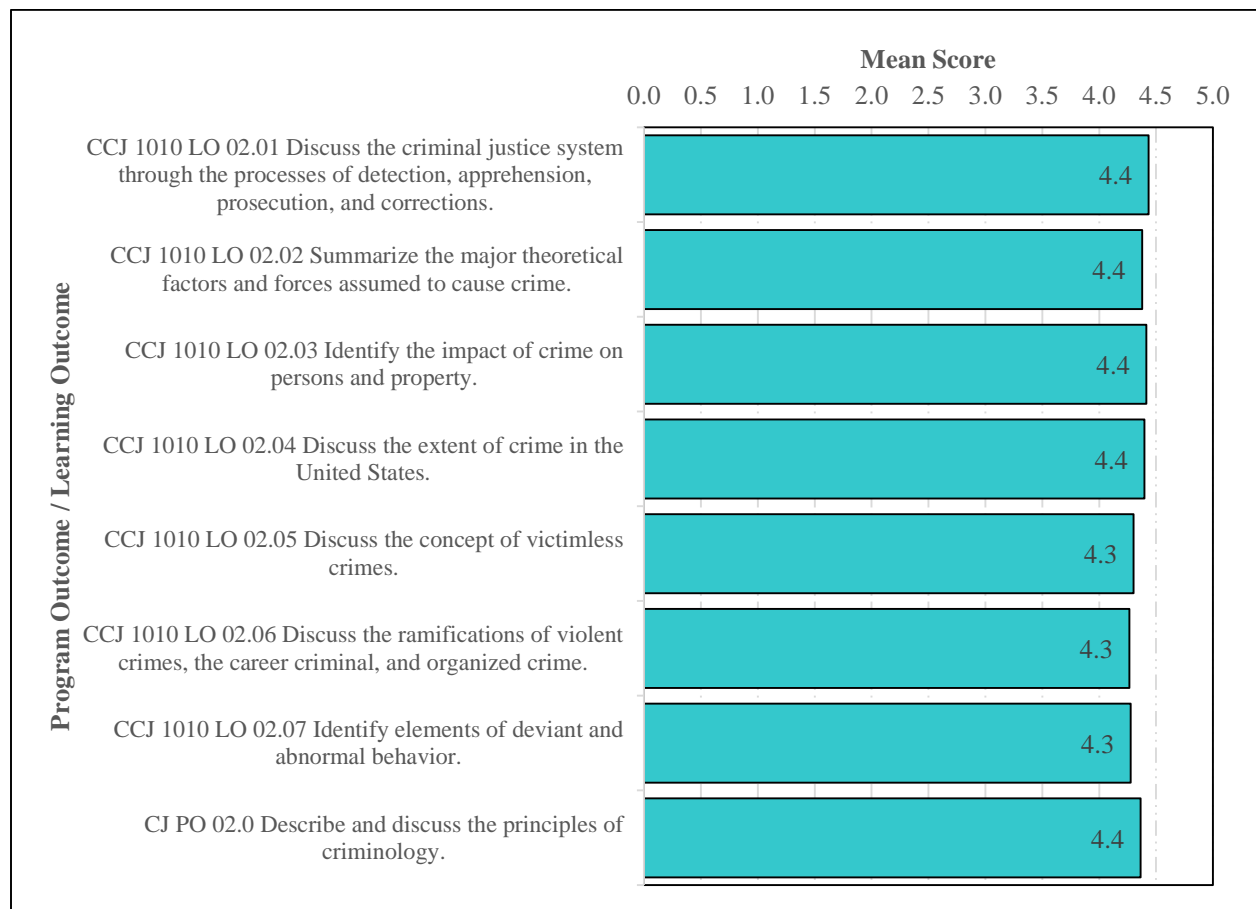 Mean Score
0.0 0.5 1.0 1.5 2.0 2.5 3.0 3.5 4.0 4.5 5.0
Program Outcome / Learning Outcome
CCJ 1010 LO 02.01 Discuss the criminal justice system
through the processes of detection, apprehension,
prosecution, and corrections.
4.4
CCJ 1010 LO 02.02 Summarize the major theoretical
factors and forces assumed to cause crime.
4.4
CCJ 1010 LO 02.03 Identify the impact of crime on
persons and property.
4.4
CCJ 1010 LO 02.04 Discuss the extent of crime in the
United States.
4.4
CCJ 1010 LO 02.05 Discuss the concept of victimless
crimes.
4.3
CCJ 1010 LO 02.06 Discuss the ramifications of violent
crimes, the career criminal, and organized crime.
4.3
CCJ 1010 LO 02.07 Identify elements of deviant and
abnormal behavior.
4.3
CJ PO 02.0 Describe and discuss the principles of
criminology.
4.4